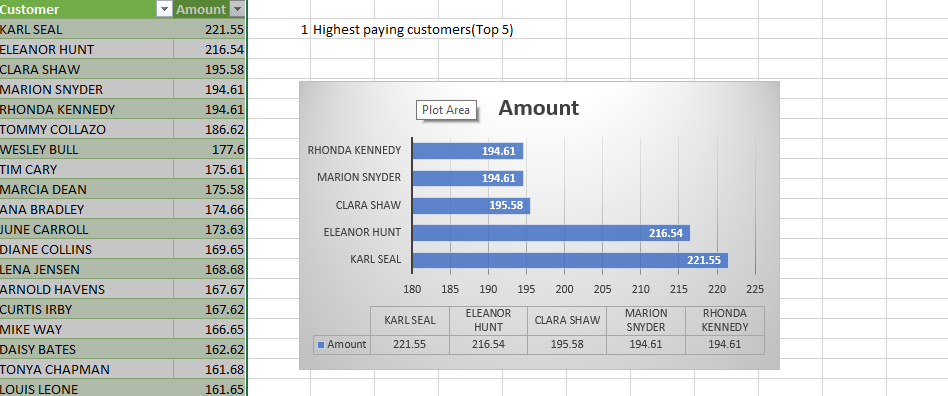 Customer Amount
KARL SEAL 221.55
ELEANOR HUNT 216.54
CLARA SHAW 195.58
MARION SNYDER 194.61
RHONDA KENNEDY 194.61
TOMMY COLLAZO 186.62
WESLEY BULL 177.6
TIM CARY 175.61
MARCIA DEAN 175.58
ANA BRADLEY 174.66
JUNE CARROLL 173.63
DIANE COLLINS 169.65
LENA JENSEN 168.68
ARNOLD HAVENS 167.67
CURTIS IRBY 167.62
MIKE WAY 166.65
DAISY BATES 162.62
TONYA CHAPMAN 161.68
LOUIS LEONE 161.65
1 Highest paying customers(Top 5)
Plot Area
Amount
RHONDA KENNEDY 194.61
MARION SNYDER 194.61
CLARA SHAW 195.58
ELEANOR HUNT 216.54
KARL SEAL 221.55
180 185 190 195 200 205 210 215 220 225
KARL SEAL ELEANOR HUNT CLARA SHAW MARION SNYDER RHONDA KENNEDY
Amount 221.55 216.54 195.58 194.61 194.61